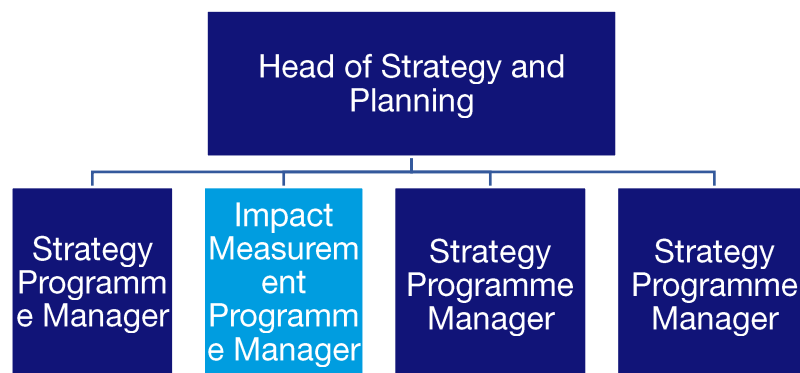 Head of Strategy and
Planning
Strategy
Programm
e Manager
Impact
Measurem
ent
Programm
e Manager
Strategy
Programme
Manager
Strategy
Programme
Manager